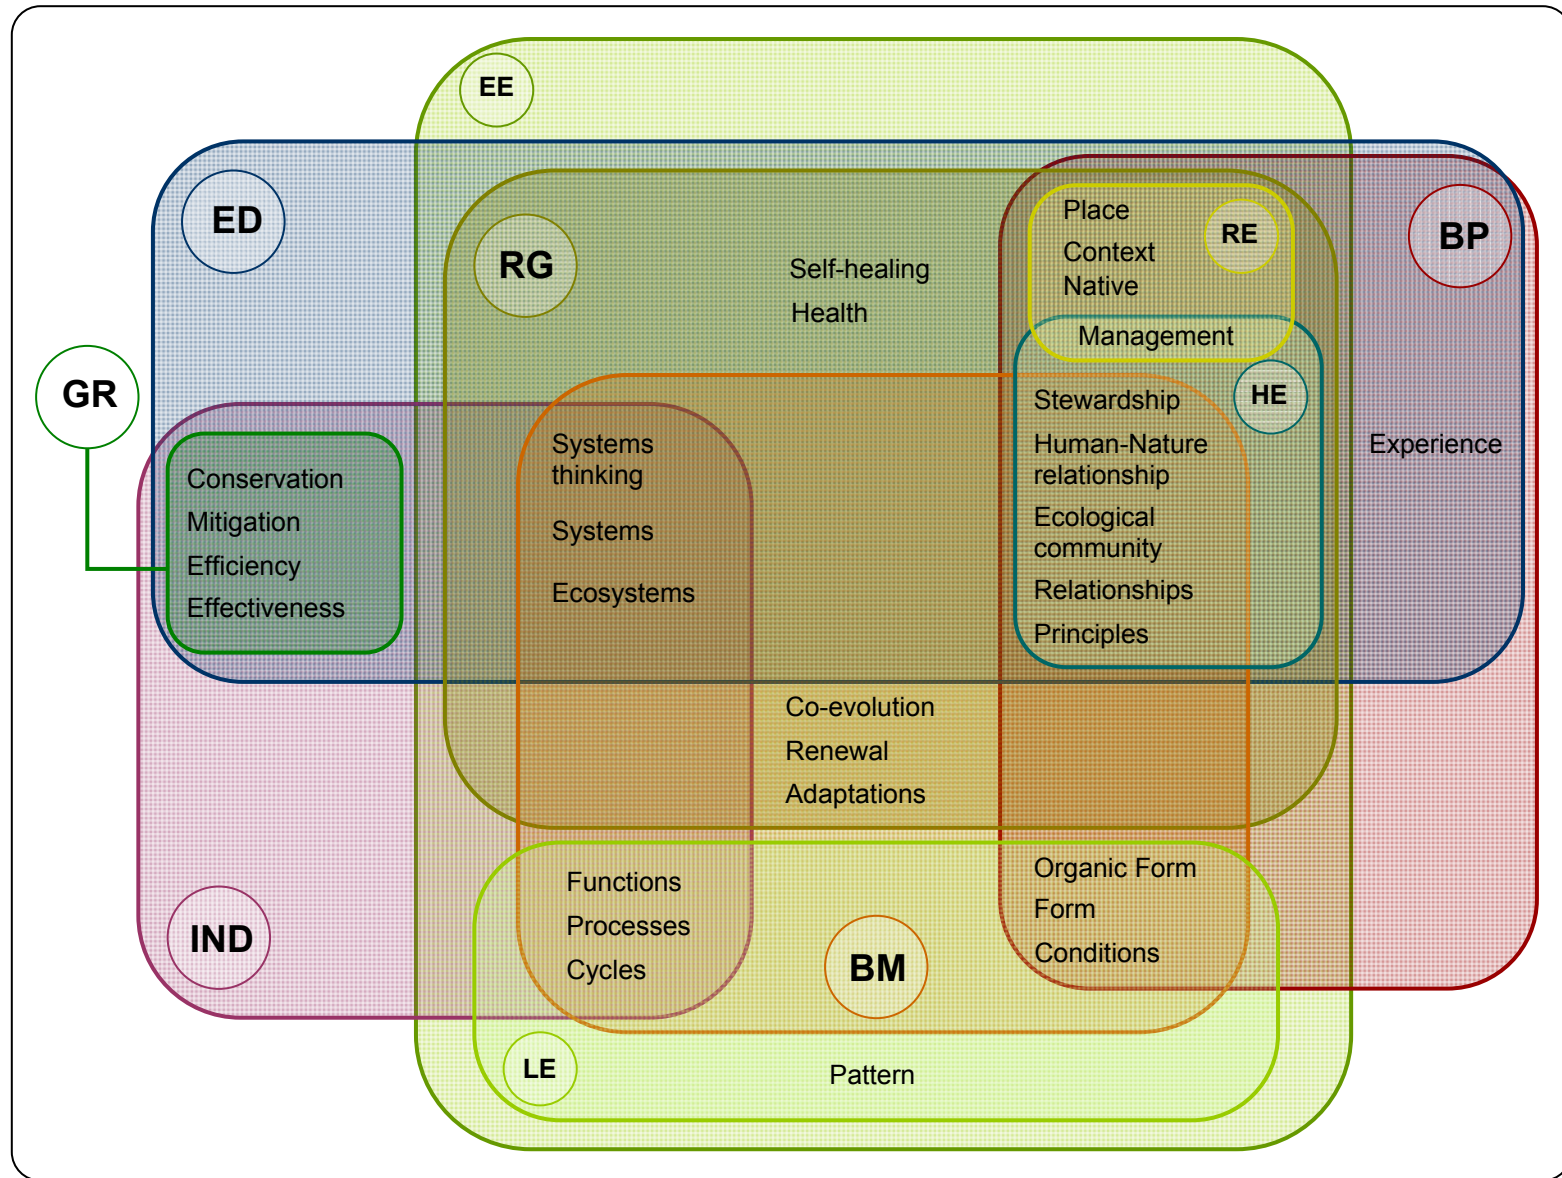 EE
ED
RG
Place
RE
BP
Context
Native
Self-healing
Health
Management
GR
Stewardship
HE
Systems
thinking
Human-Nature
relationship
Experience
Conservation
Mitigation
Systems
Ecological
community
Efficiency
Ecosystems
Relationships
Effectiveness
Principles
Co-evolution
Renewal
Adaptations
Functions
Organic Form
Processes
Form
IND
Cycles
BM
Conditions
LE
Pattern